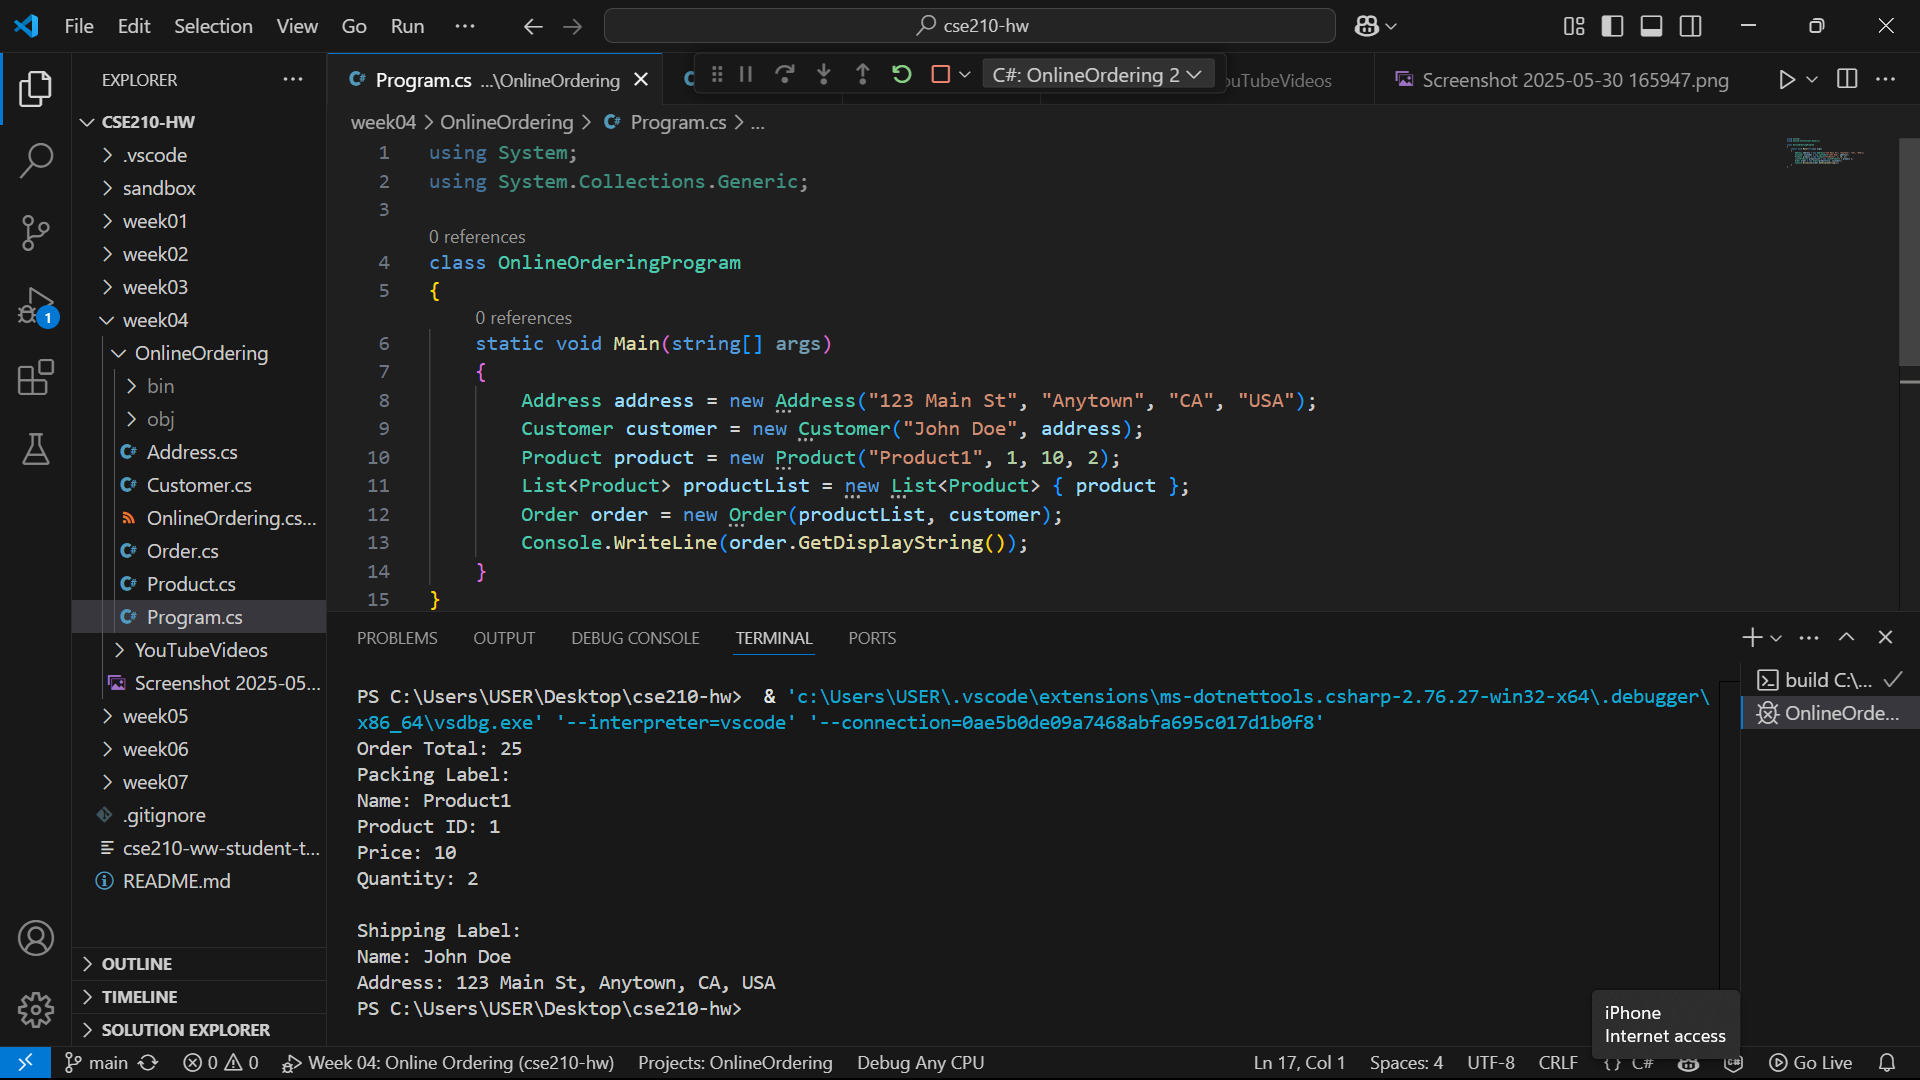 File Edit Selection View Go Run ···
cse210-hw
EXPLORER
CSE210-HW
.vscode
sandbox
week01
week02
week03
week04
OnlineOrdering
bin
obj
Address.cs
Customer.cs
OnlineOrdering.cs...
Order.cs
Product.cs
Program.cs
YouTubeVideos
Screenshot 2025-05...
week05
week06
week07
.gitignore
cse210-ww-student-t...
README.md
OUTLINE
TIMELINE
SOLUTION EXPLORER
1
Program.cs ...\OnlineOrdering
C#: OnlineOrdering 2
ouTubeVideos
Screenshot 2025-05-30 165947.png
week04 > OnlineOrdering > Program.cs > ...
1 using System;
2 using System.Collections.Generic;
3
0 references
4 class OnlineOrderingProgram
5 {
0 references
6 static void Main(string[] args)
7 {
8 Address address = new Address("123 Main St", "Anytown", "CA", "USA");
9 Customer customer = new Customer("John Doe", address);
10 Product product = new Product("Product1", 1, 10, 2);
11 List<Product> productList = new List<Product> { product };
12 Order order = new Order(productList, customer);
13 Console.WriteLine(order.GetDisplayString());
14 }
15 }
PROBLEMS OUTPUT DEBUG CONSOLE TERMINAL PORTS
PS C:\Users\USER\Desktop\cse210-hw>  & 'c:\Users\USER\.vscode\extensions\ms-dotnettools.csharp-2.76.27-win32-x64\.debugger\
x86_64\vsdbg.exe' '--interpreter=vscode' '--connection=0ae5b0de09a7468abfa695c017d1b0f8'
Order Total: 25
Packing Label:
Name: Product1
Product ID: 1
Price: 10
Quantity: 2
Shipping Label:
Name: John Doe
Address: 123 Main St, Anytown, CA, USA
PS C:\Users\USER\Desktop\cse210-hw>
build C:\...
OnlineOrde...
iPhone
Internet access
main 0 0 Week 04: Online Ordering (cse210-hw) Projects: OnlineOrdering Debug Any CPU Ln 17, Col 1 Spaces: 4 UTF-8 CRLF {} C# Go Live